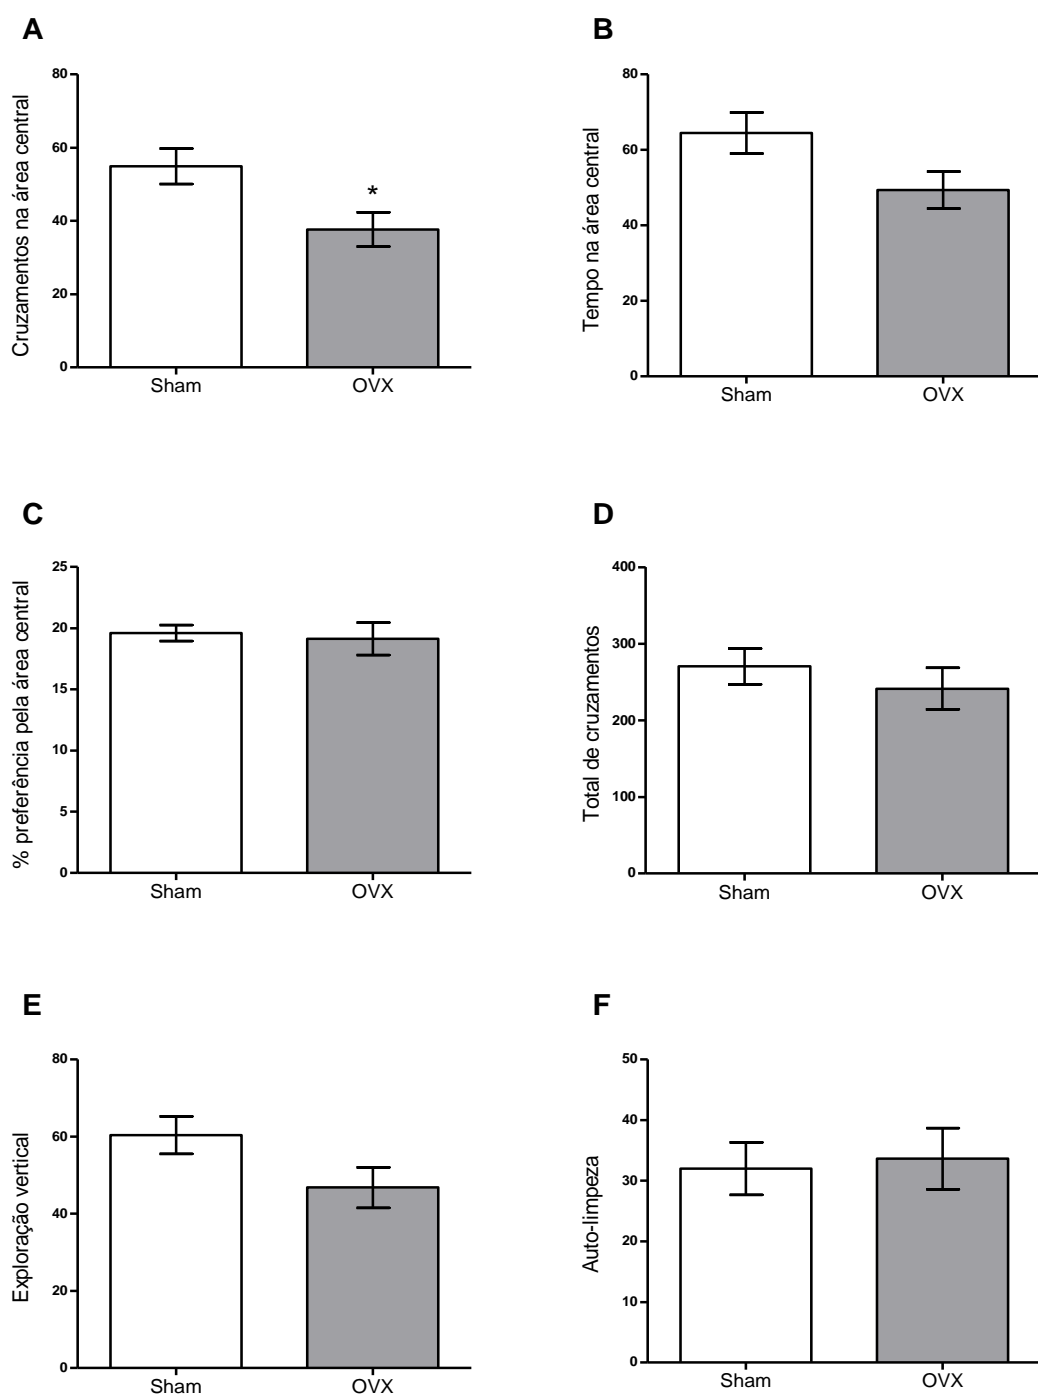 A
Cruzamentos na área central
80
60
40
20
0
*
Sham OVX
B
Tempo na área central
80
60
40
20
0
Sham OVX
C
% preferência pela área central
25
20
15
10
5
0
Sham OVX
D
Total de cruzamentos
400
300
200
100
0
Sham OVX
E
Exploração vertical
80
60
40
20
0
Sham OVX
F
Auto-limpeza
50
40
30
20
10
0
Sham OVX